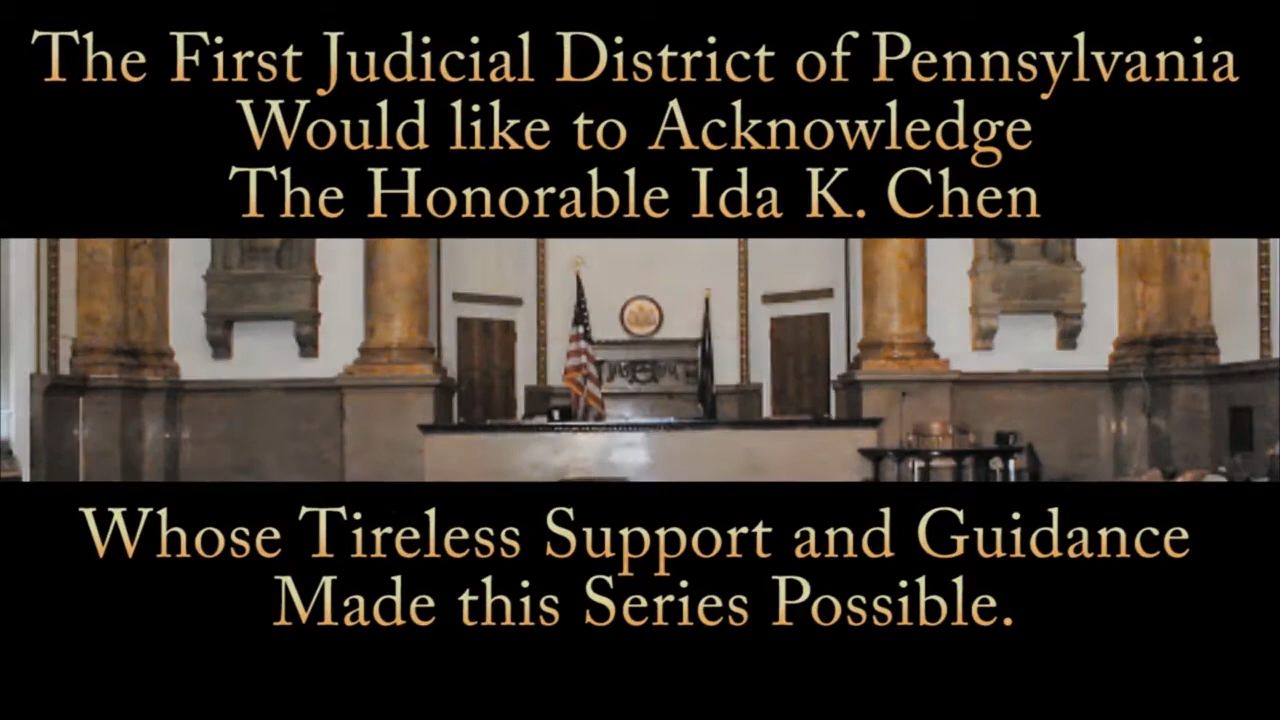 The First Judicial District of Pennsylvania
Would like to Acknowledge
The Honorable Ida K. Chen
Whose Tireless Support and Guidance
Made this Series Possible.